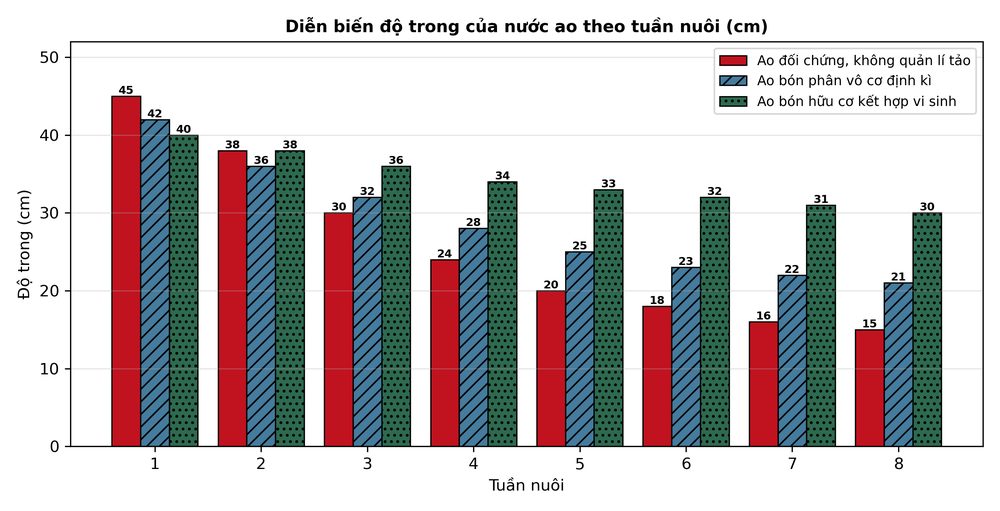 Diễn biến độ trong của nước ao theo tuần nuôi (cm)
Độ trong (cm)
50
40
30
20
10
0
Ao đối chứng, không quản lí tảo
Ao bón phân vô cơ định kì
Ao bón hữu cơ kết hợp vi sinh
45 42 40
38 36 38
30 32 36
24 28 34
20 25 33
18 23 32
16 22 31
15 21 30
1 2 3 4 5 6 7 8
Tuần nuôi